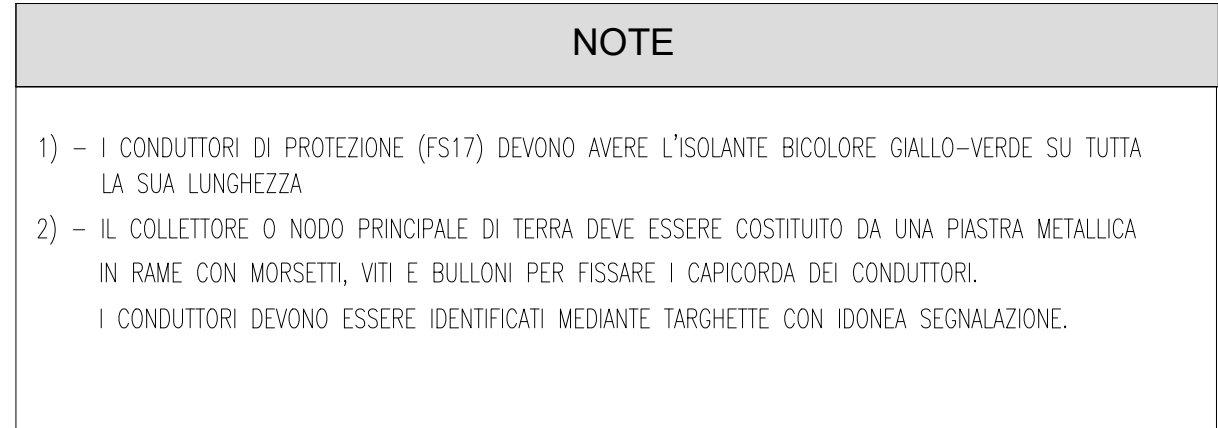 NOTE
1) – I CONDUTTORI DI PROTEZIONE (FS17) DEVONO AVERE L'ISOLANTE BICOLORE GIALLO–VERDE SU TUTTA
LA SUA LUNGHEZZA
2) – IL COLLETTORE O NODO PRINCIPALE DI TERRA DEVE ESSERE COSTITUITO DA UNA PIASTRA METALLICA
IN RAME CON MORSETTI, VITI E BULLONI PER FISSARE I CAPICORDA DEI CONDUTTORI.
I CONDUTTORI DEVONO ESSERE IDENTIFICATI MEDIANTE TARGHETTE CON IDONEA SEGNALAZIONE.